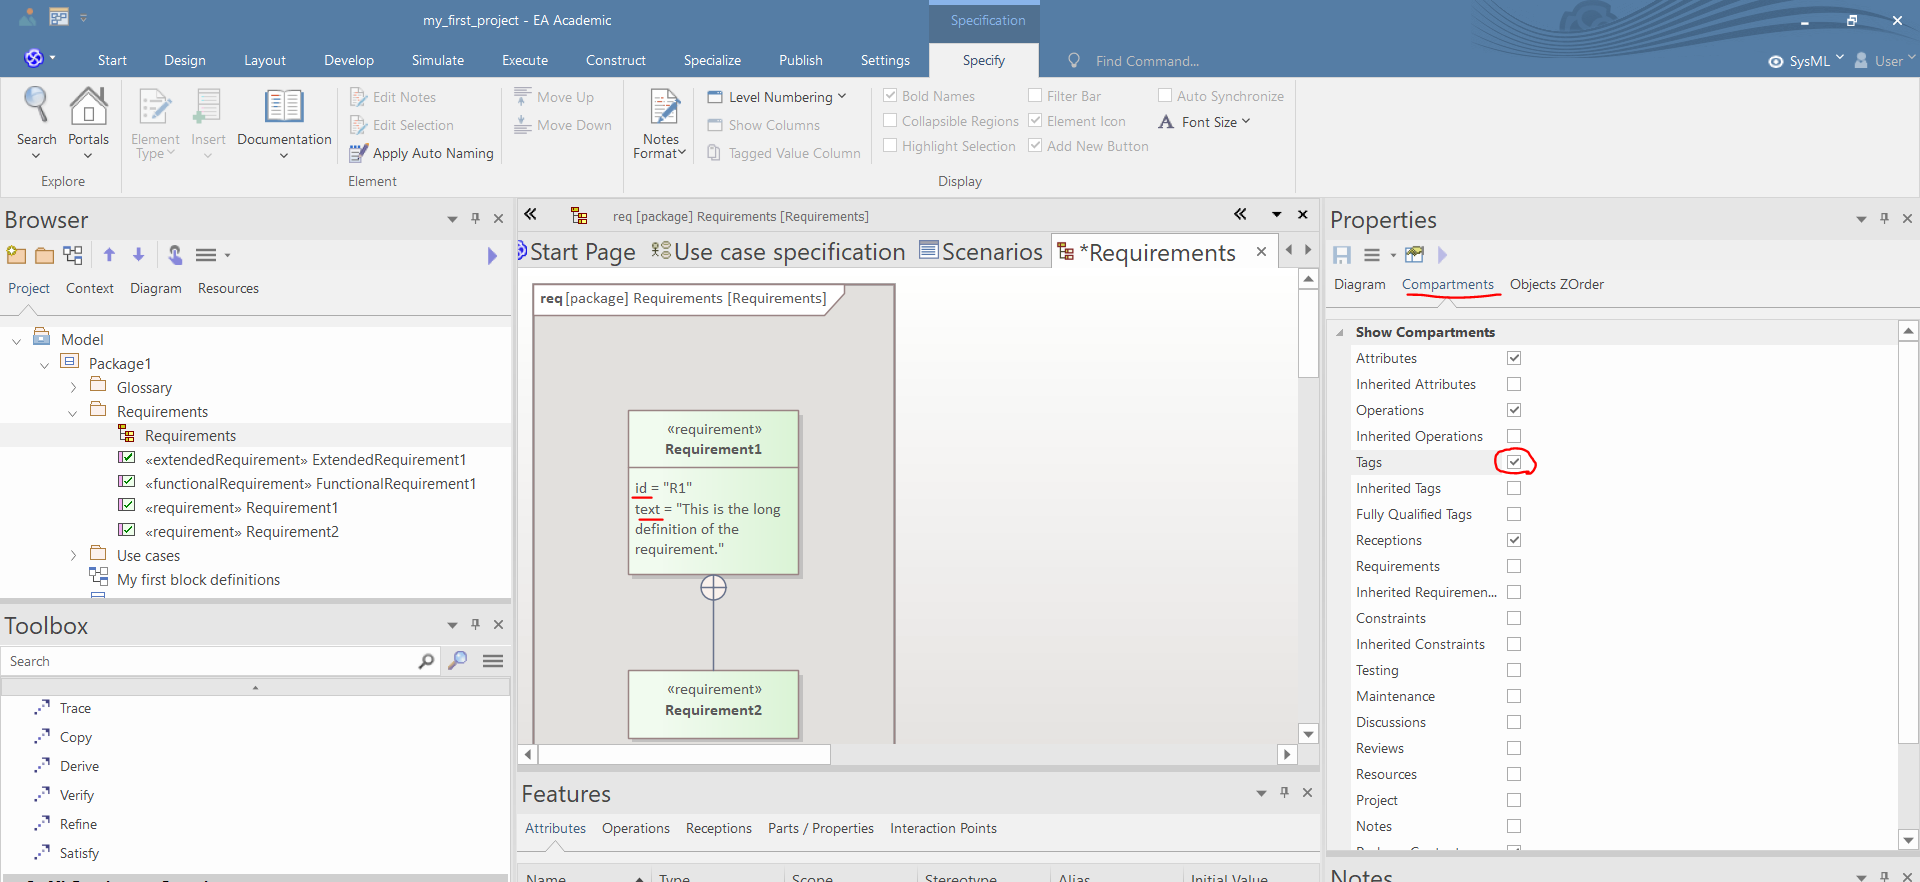 my_first_project - EA Academic
Specification
Start Design Layout Develop Simulate Execute Construct Specialize Publish Settings Specify Find Command... SysML User
Search
Portals
Explore
Element
Type
Insert
Documentation
Edit Notes
Edit Selection
Apply Auto Naming
Move Up
Move Down
Element
Notes
Format
Level Numbering
Show Columns
Tagged Value Column
Bold Names
Collapsible Regions
Highlight Selection
Filter Bar
Element Icon
Add New Button
Auto Synchronize
Font Size
Display
Browser
Project Context Diagram Resources
Model
Package1
Glossary
Requirements
Requirements
«extendedRequirement» ExtendedRequirement1
«functionalRequirement» FunctionalRequirement1
«requirement» Requirement1
«requirement» Requirement2
Use cases
My first block definitions
Toolbox
Search
Trace
Copy
Derive
Verify
Refine
Satisfy
req [package] Requirements [Requirements]
Start Page Use case specification Scenarios *Requirements
req [package] Requirements [Requirements]
«requirement»
Requirement1
id = "R1"
text = "This is the long
definition of the
requirement."
«requirement»
Requirement2
Features
Attributes Operations Receptions Parts / Properties Interaction Points
Name Type Scope Stereotype Alias Initial Value
Properties
Diagram Compartments Objects ZOrder
Show Compartments
Attributes
Inherited Attributes
Operations
Inherited Operations
Tags
Inherited Tags
Fully Qualified Tags
Receptions
Requirements
Inherited Requiremen...
Constraints
Inherited Constraints
Testing
Maintenance
Discussions
Reviews
Resources
Project
Notes
Notes